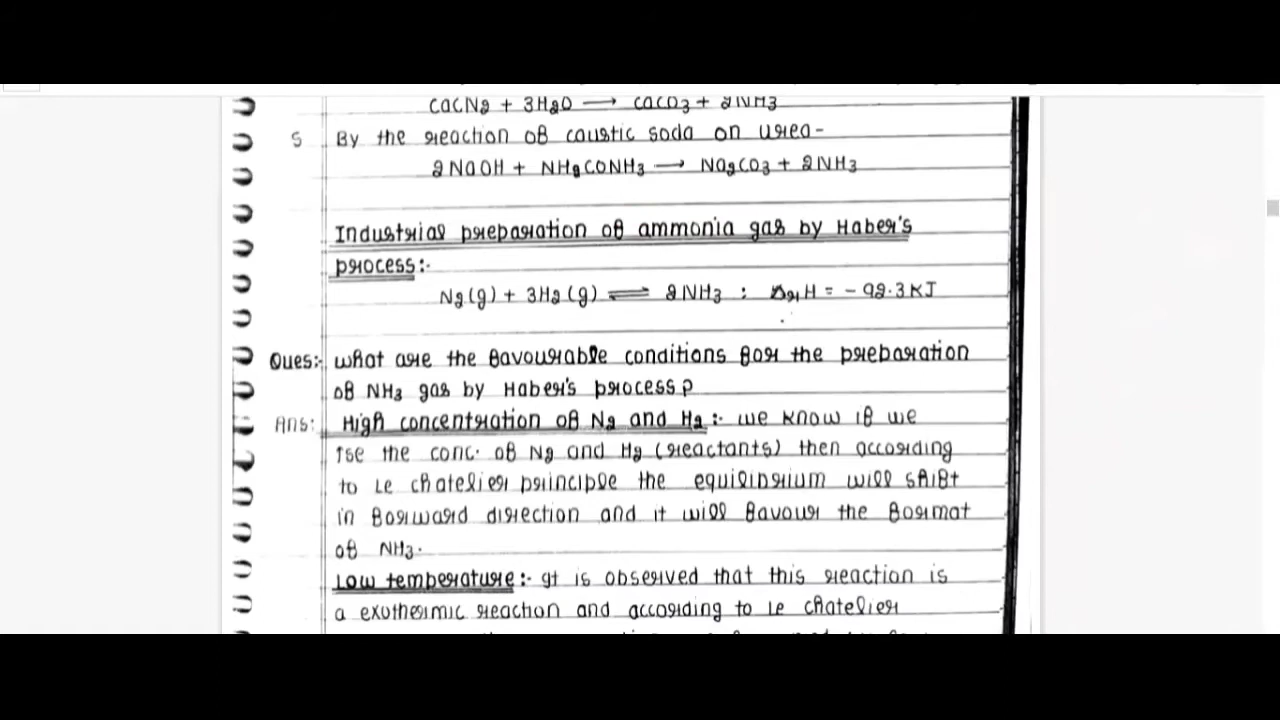 CaCN2 + 3H2O → CaCO3 + 2NH3
5 By the reaction of caustic soda on urea-
2 NaOH + NH2CONH3 → Na2CO3 + 2NH3
Industrial preparation of ammonia gas by Haber's
process:-
N2(g) + 3H2(g) ⇌ 2NH3 : ΔrH = -92.3KJ
Ques:- what are the favourable conditions for the preparation
of NH3 gas by Haber's process?
Ans: High concentration of N2 and H2:- we know if we
↑se the conc. of N2 and H2 (reactants) then according
to le chatelier principle the equilibrium will shift
in forward direction and it will favour the format
of NH3.
Low temperature:- It is observed that this reaction is
a exothermic reaction and according to le chatelier